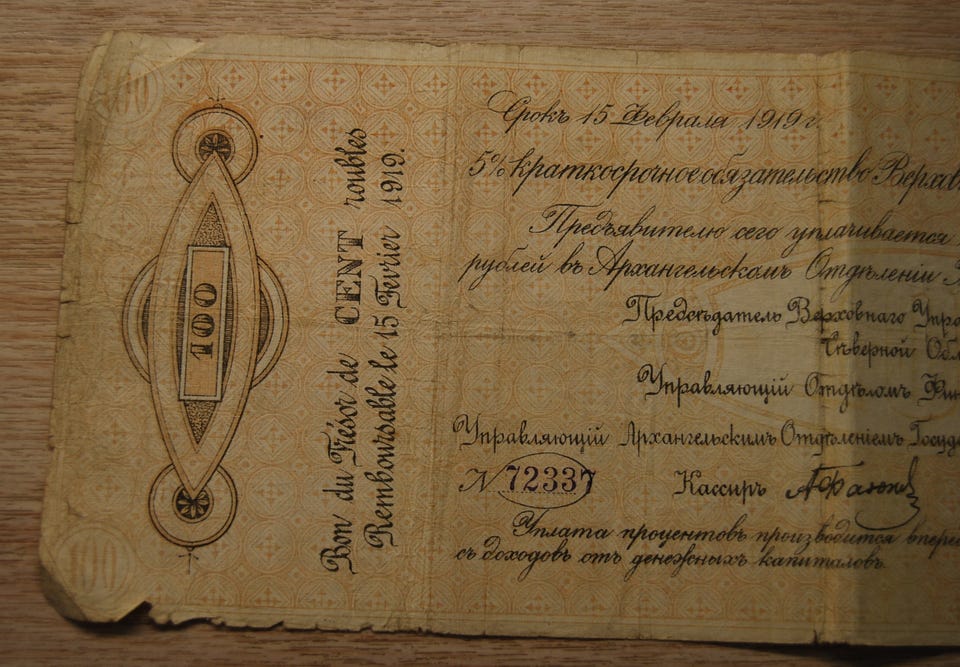 100
Bon du Trésor de CENT roubles
Remboursable le 15 Fevrier 1919.
Срокъ 15 Февраля 1919 г.
5% краткосрочное обязательство
Предъявителю сего уплачивается
рублей въ Архангельскомъ Отдѣленіи
Предсѣдатель Верховнаго
Сѣверной
Управляющій Отдѣломъ
Управляющій Архангельскимъ Отдѣленіемъ
N 72337 Кассиръ
Уплата процентовъ производится
съ доходовъ отъ денежныхъ капиталовъ.